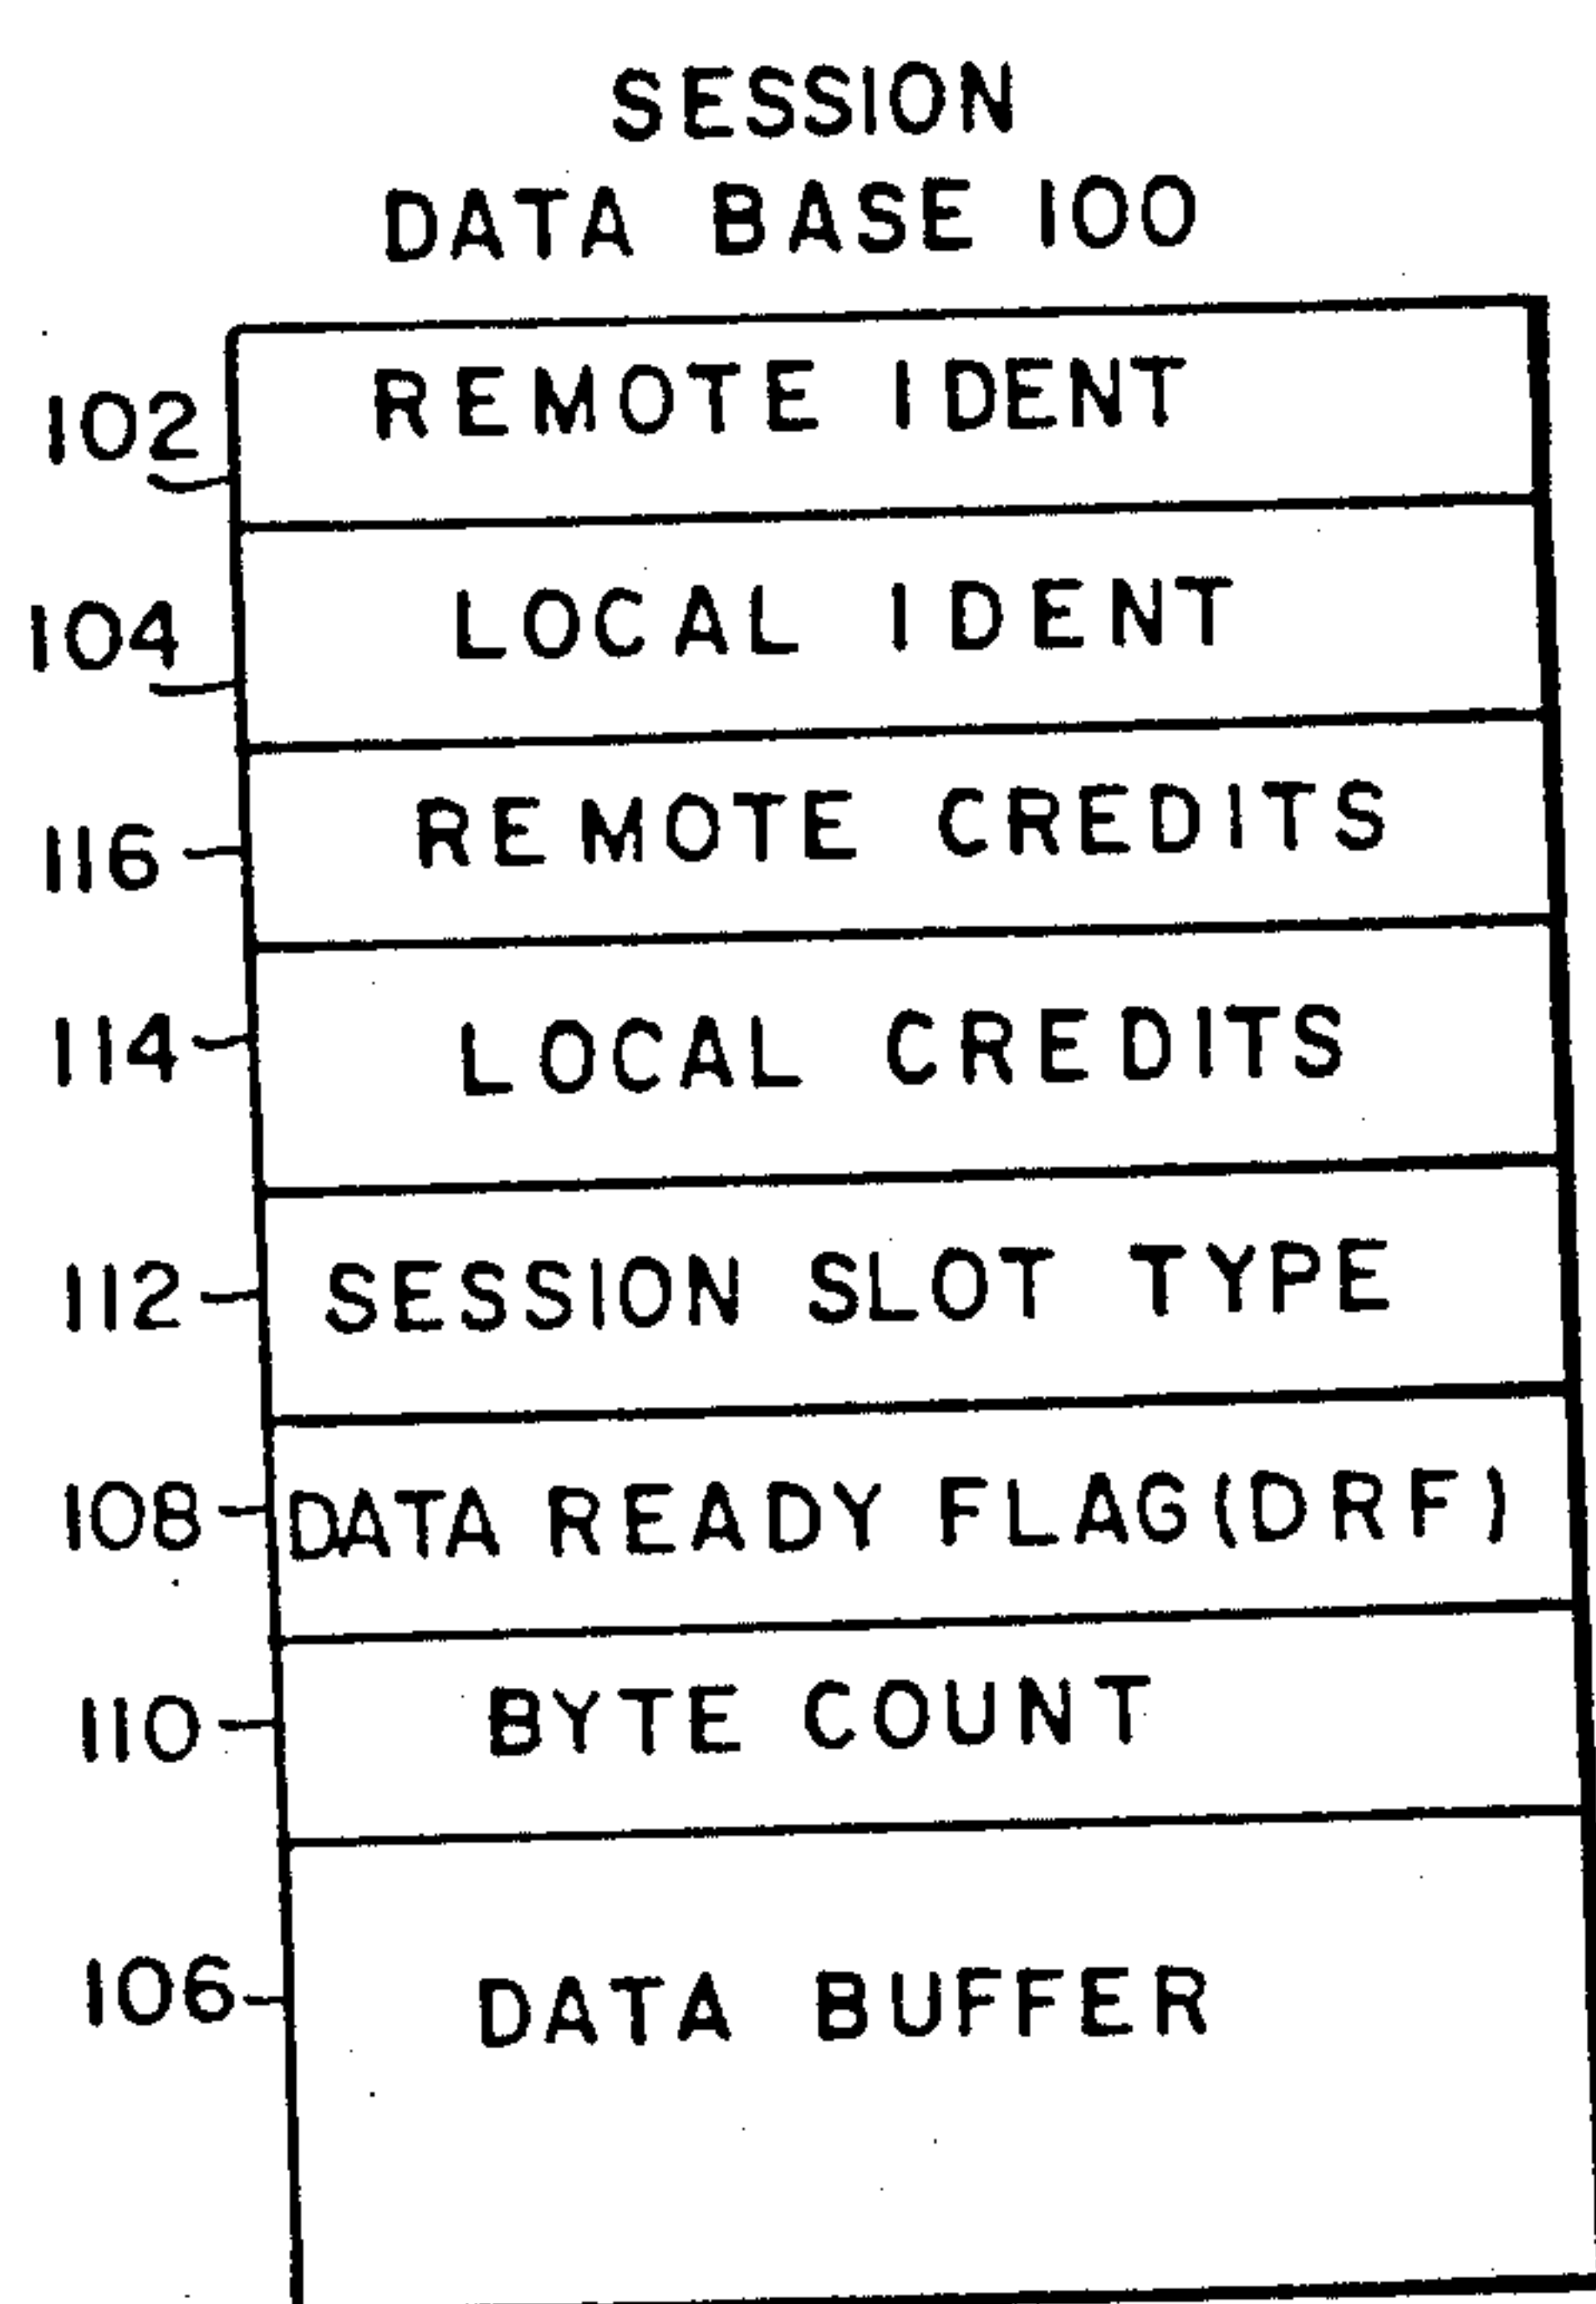 SESSION
DATA BASE 100
102 REMOTE IDENT
104 LOCAL IDENT
116 REMOTE CREDITS
114 LOCAL CREDITS
112 SESSION SLOT TYPE
108 DATA READY FLAG (DRF)
110 BYTE COUNT
106 DATA BUFFER